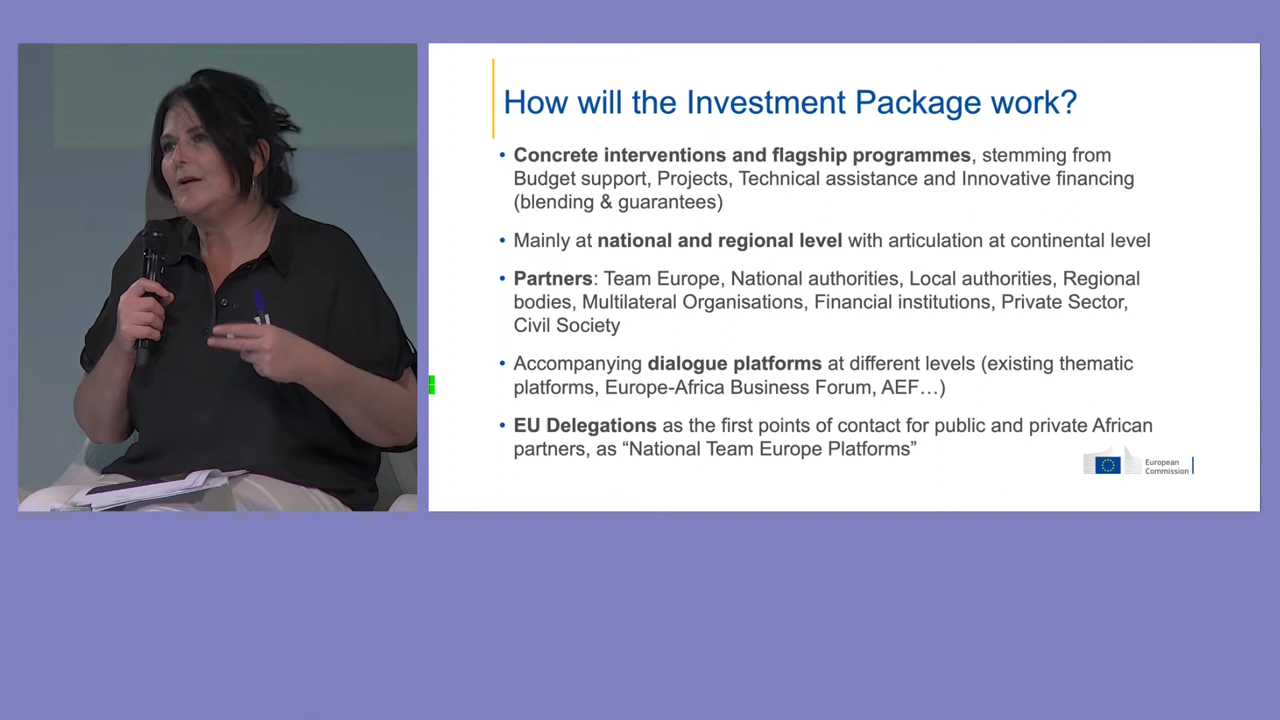 How will the Investment Package work?
• Concrete interventions and flagship programmes, stemming from
Budget support, Projects, Technical assistance and Innovative financing
(blending & guarantees)
• Mainly at national and regional level with articulation at continental level
• Partners: Team Europe, National authorities, Local authorities, Regional
bodies, Multilateral Organisations, Financial institutions, Private Sector,
Civil Society
• Accompanying dialogue platforms at different levels (existing thematic
platforms, Europe-Africa Business Forum, AEF…)
• EU Delegations as the first points of contact for public and private African
partners, as “National Team Europe Platforms”
European
Commission